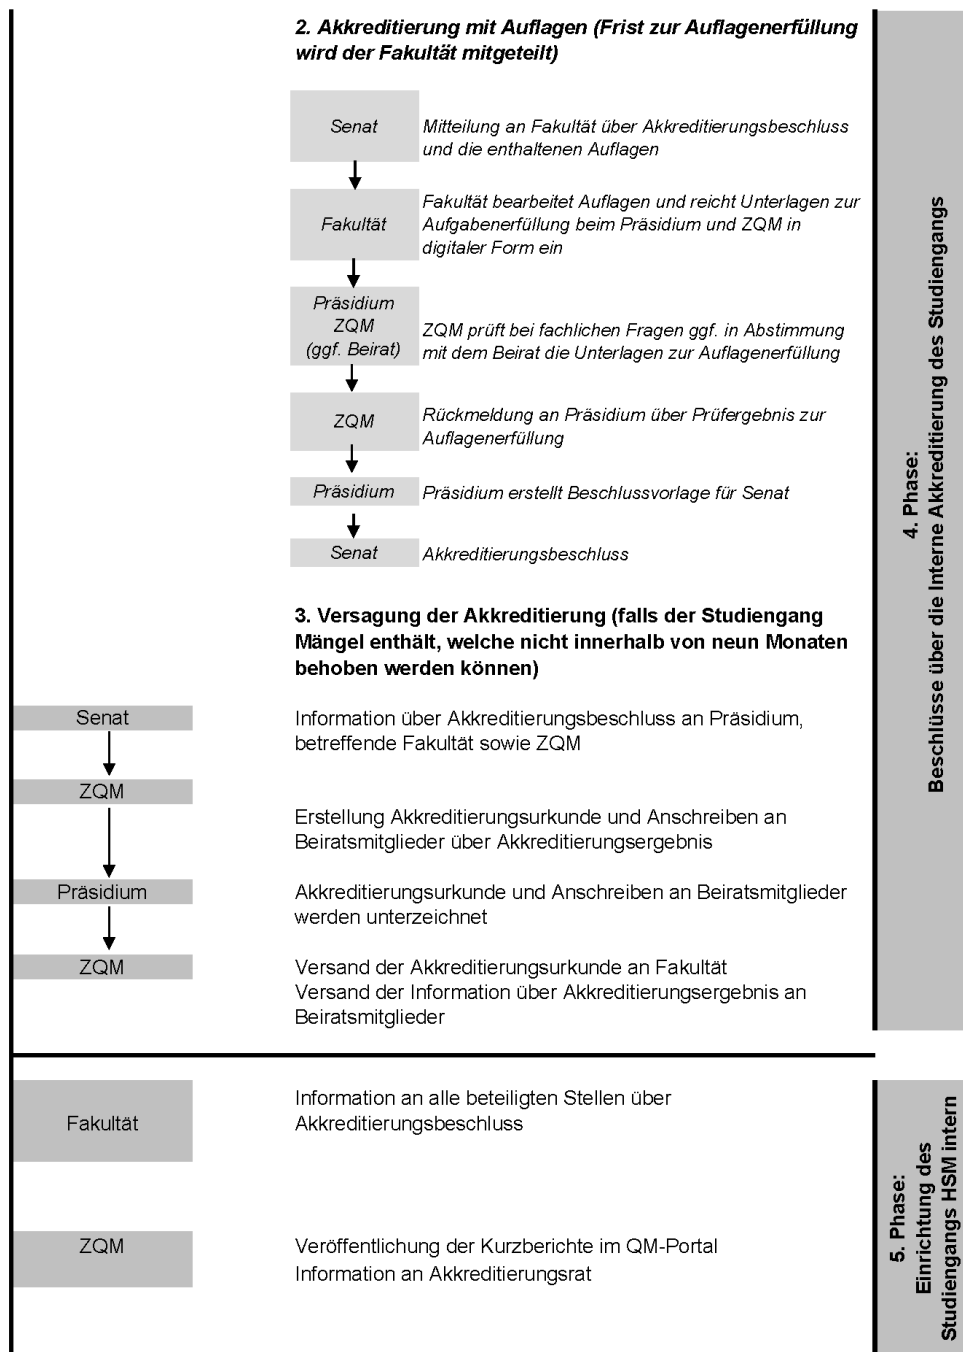 2. Akkreditierung mit Auflagen (Frist zur Auflagenerfüllung
wird der Fakultät mitgeteilt)
Senat
Mitteilung an Fakultät über Akkreditierungsbeschluss
und die enthaltenen Auflagen
Fakultät
Fakultät bearbeitet Auflagen und reicht Unterlagen zur
Aufgabenerfüllung beim Präsidium und ZQM in
digitaler Form ein
Präsidium
ZQM
(ggf. Beirat)
ZQM prüft bei fachlichen Fragen ggf. in Abstimmung
mit dem Beirat die Unterlagen zur Auflagenerfüllung
ZQM
Rückmeldung an Präsidium über Prüfergebnis zur
Auflagenerfüllung
Präsidium
Präsidium erstellt Beschlussvorlage für Senat
Senat
Akkreditierungsbeschluss
3. Versagung der Akkreditierung (falls der Studiengang
Mängel enthält, welche nicht innerhalb von neun Monaten
behoben werden können)
Senat
Information über Akkreditierungsbeschluss an Präsidium,
betreffende Fakultät sowie ZQM
ZQM
Erstellung Akkreditierungsurkunde und Anschreiben an
Beiratsmitglieder über Akkreditierungsergebnis
Präsidium
Akkreditierungsurkunde und Anschreiben an Beiratsmitglieder
werden unterzeichnet
ZQM
Versand der Akkreditierungsurkunde an Fakultät
Versand der Information über Akkreditierungsergebnis an
Beiratsmitglieder
4. Phase:
Beschlüsse über die Interne Akkreditierung des Studiengangs
Fakultät
Information an alle beteiligten Stellen über
Akkreditierungsbeschluss
ZQM
Veröffentlichung der Kurzberichte im QM-Portal
Information an Akkreditierungsrat
5. Phase:
Einrichtung des
Studiengangs HSM intern